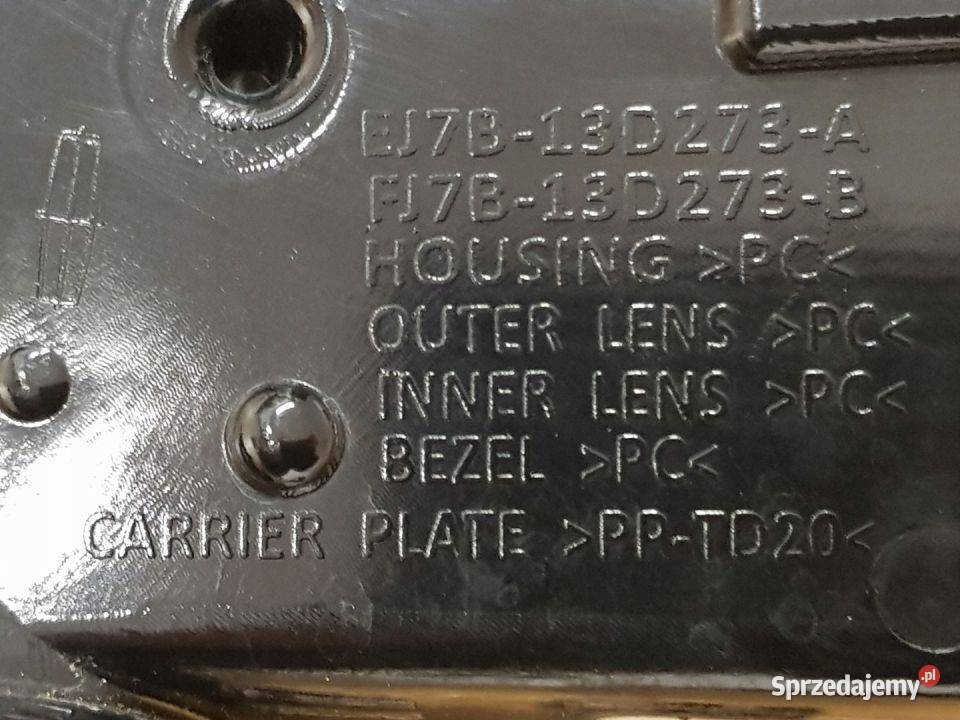 EJ7B-13D273-A
FJ7B-13D273-B
HOUSING >PC<
OUTER LENS >PC<
INNER LENS >PC<
BEZEL >PC<
CARRIER PLATE >PP-TD20<
Sprzedajemy.pl